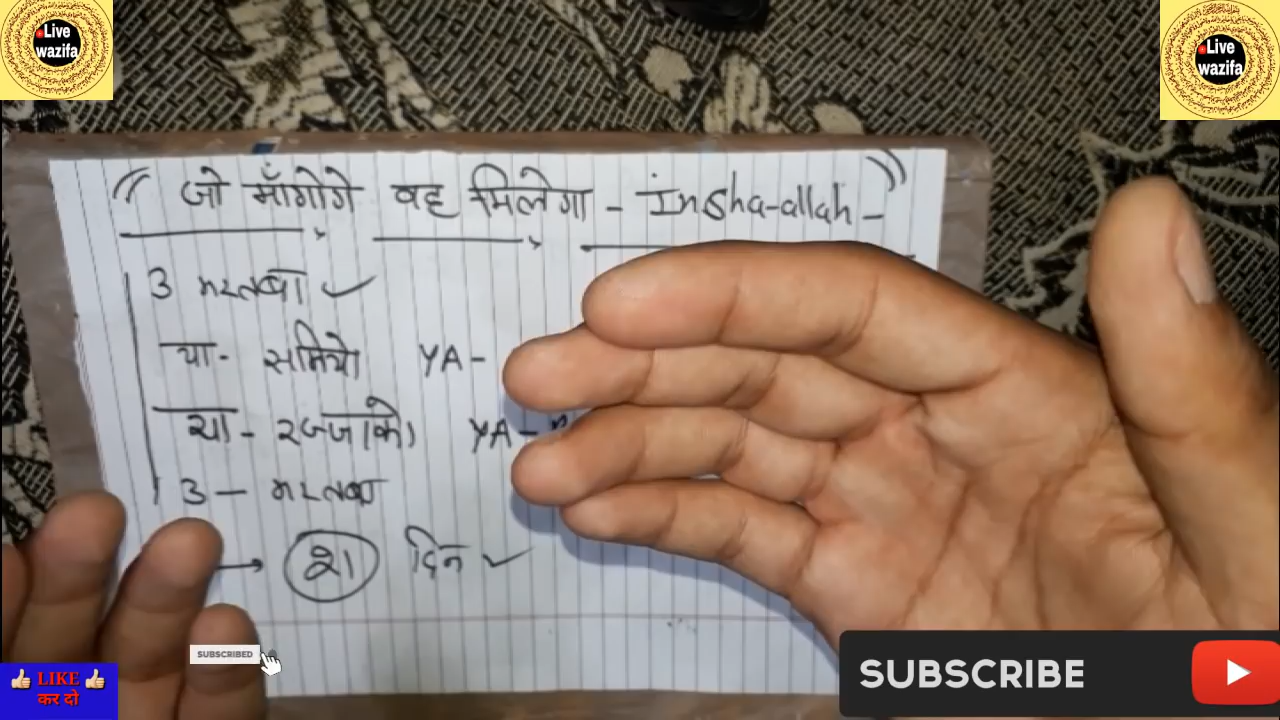 Live
wazifa
Live
wazifa
(( जो माँगोगे वह मिलेगा - Insha-allah - ))
3 मरतबा ✓
या- समियो YA-
या- रज्जाको YA-
3 - मरतबा
→ 21 दिन ✓
SUBSCRIBED
LIKE
कर दो
SUBSCRIBE